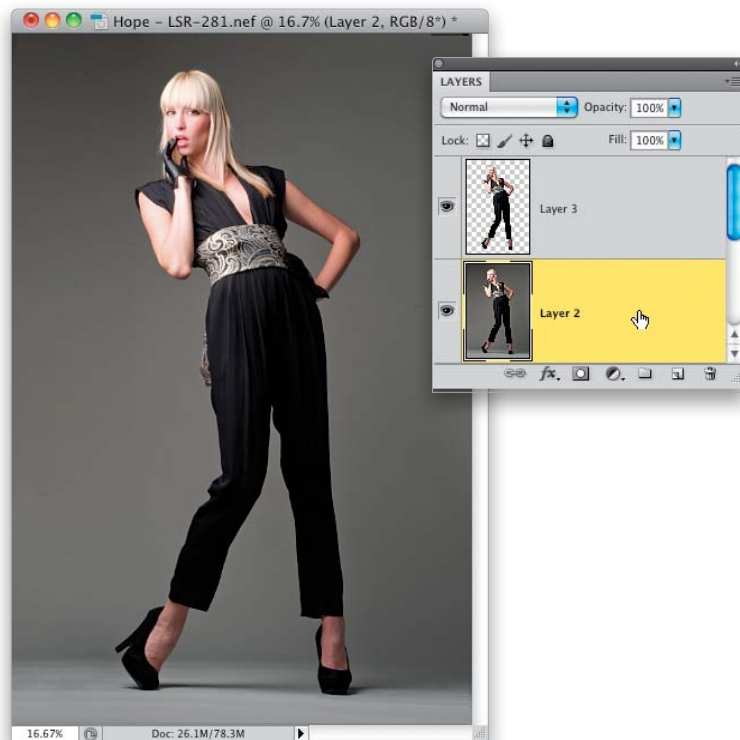 Hope – LSR-281.nef @ 16.7% (Layer 2, RGB/8*) *
LAYERS
Normal
Opacity: 100%
Lock:
Fill: 100%
Layer 3
Layer 2
fx.
16.67%
Doc: 26.1M/78.3M